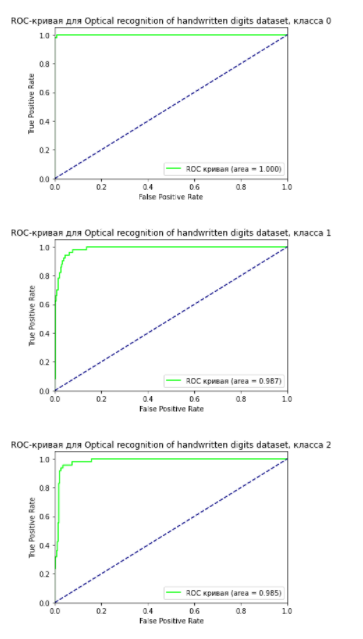 ROC-кривая для Optical recognition of handwritten digits dataset, класса 0
1.0
0.8
0.6
0.4
0.2
0.0
True Positive Rate
ROC кривая (area = 1.000)
0.0 0.2 0.4 0.6 0.8 1.0
False Positive Rate
ROC-кривая для Optical recognition of handwritten digits dataset, класса 1
1.0
0.8
0.6
0.4
0.2
0.0
True Positive Rate
ROC кривая (area = 0.987)
0.0 0.2 0.4 0.6 0.8 1.0
False Positive Rate
ROC-кривая для Optical recognition of handwritten digits dataset, класса 2
1.0
0.8
0.6
0.4
0.2
0.0
True Positive Rate
ROC кривая (area = 0.985)
0.0 0.2 0.4 0.6 0.8 1.0
False Positive Rate